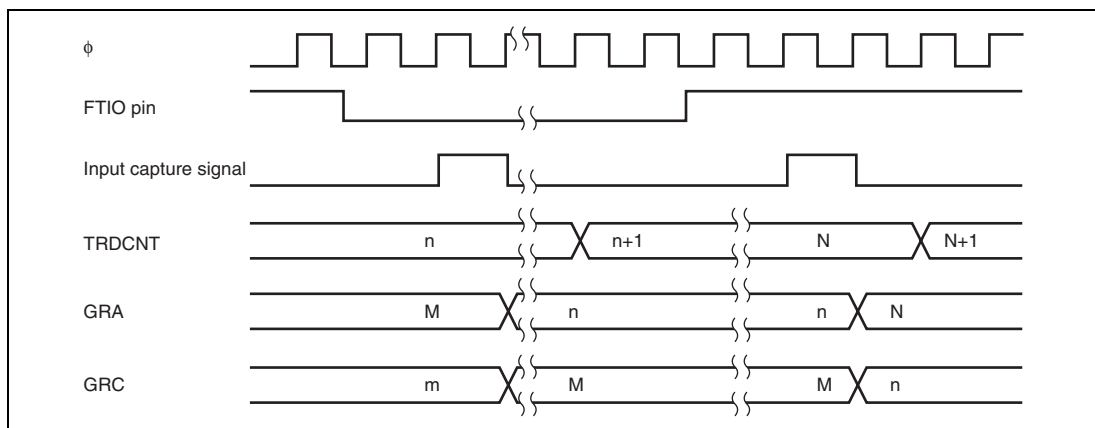 φ
FTIO pin
Input capture signal
TRDCNT n n+1 N N+1
GRA M n n N
GRC m M M n